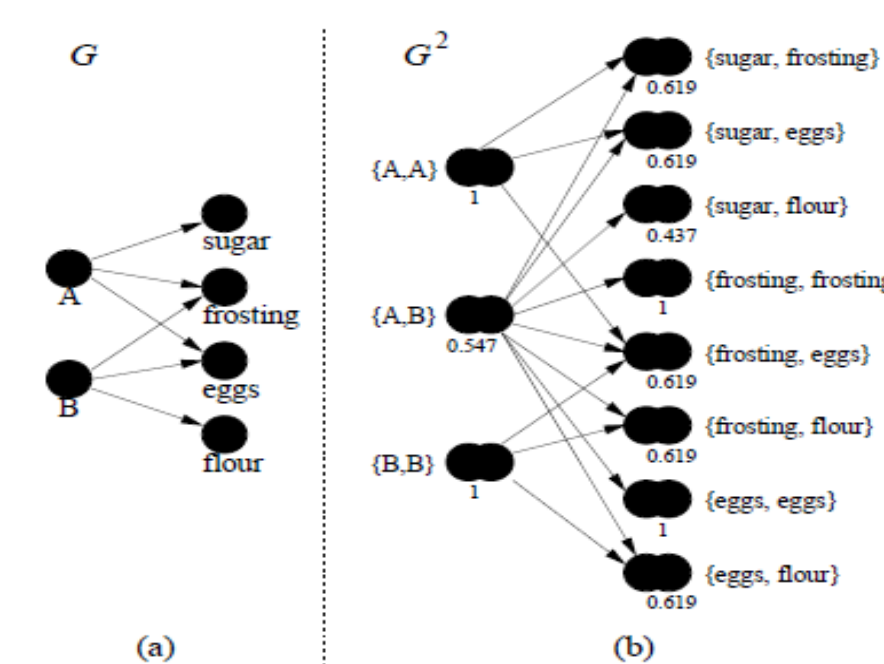 G
A
B
sugar
frosting
eggs
flour
(a)
G²
{A,A}
1
{A,B}
0.547
{B,B}
1
{sugar, frosting}
0.619
{sugar, eggs}
0.619
{sugar, flour}
0.437
{frosting, frosting
1
{frosting, eggs}
0.619
{frosting, flour}
0.619
{eggs, eggs}
1
{eggs, flour}
0.619
(b)